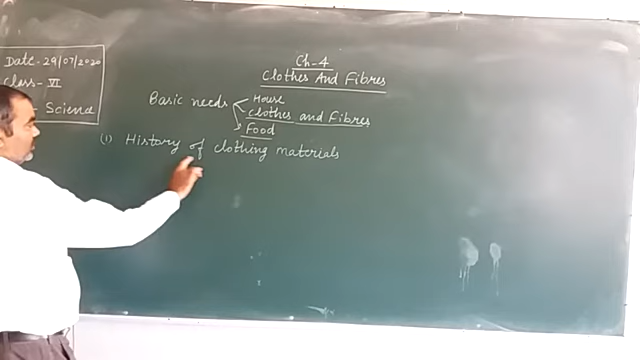 Date- 29/07/2020
Class- VI
Science
Ch-4
Clothes And Fibres
Basic needs
House
Clothes and Fibres
Food
(1) History of clothing materials